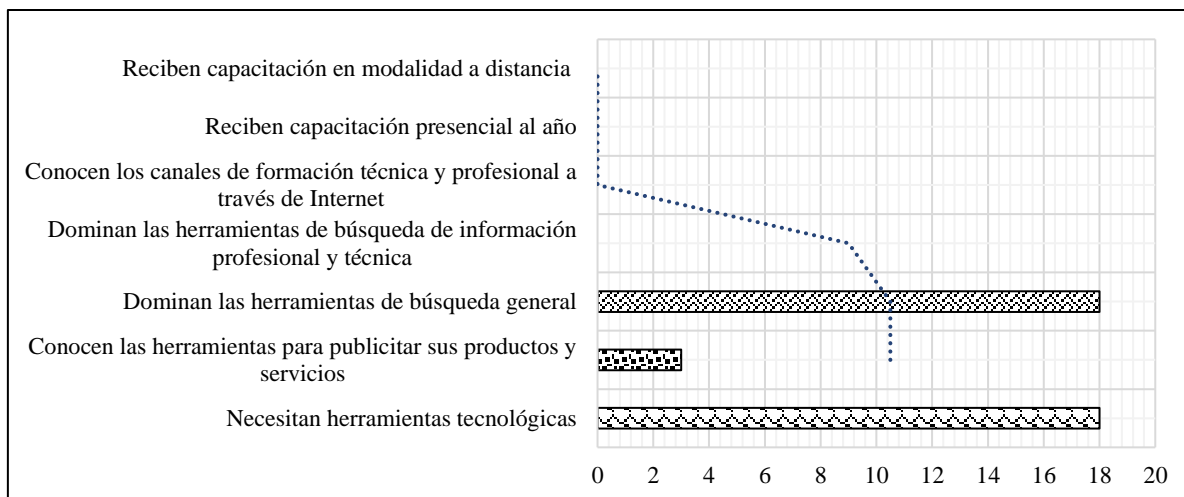 Reciben capacitación en modalidad a distancia
Reciben capacitación presencial al año
Conocen los canales de formación técnica y profesional a
través de Internet
Dominan las herramientas de búsqueda de información
profesional y técnica
Dominan las herramientas de búsqueda general
Conocen las herramientas para publicitar sus productos y
servicios
Necesitan herramientas tecnológicas
0 2 4 6 8 10 12 14 16 18 20